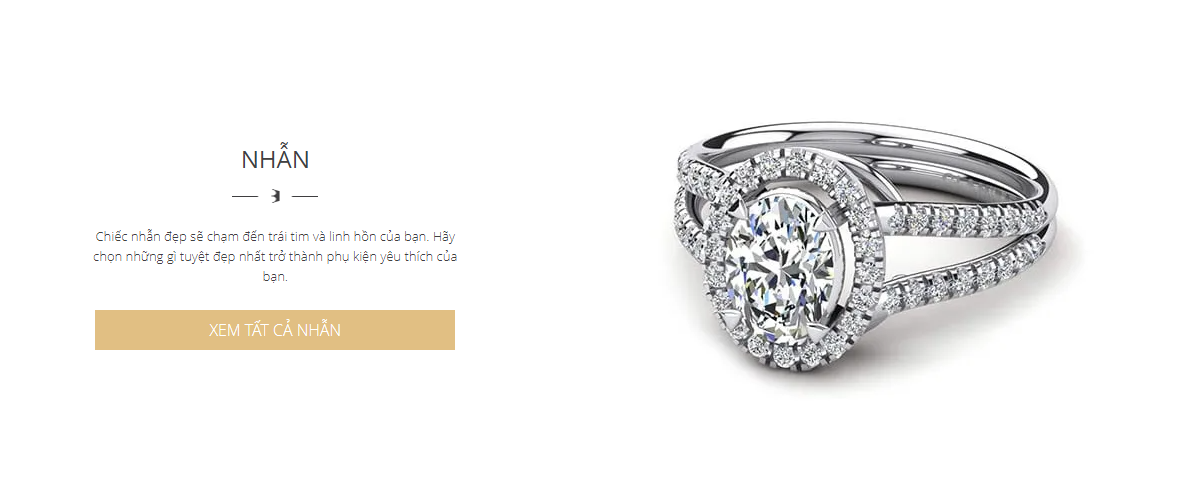 NHẪN
Chiếc nhẫn đẹp sẽ chạm đến trái tim và linh hồn của bạn. Hãy
chọn những gì tuyệt đẹp nhất trở thành phụ kiện yêu thích của
bạn.
XEM TẤT CẢ NHẪN